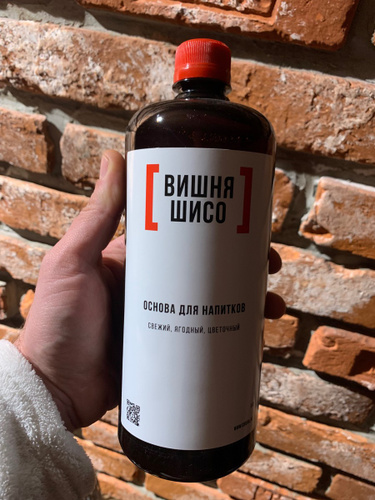 ВИШНЯ
ШИСО
ОСНОВА ДЛЯ НАПИТКОВ
СВЕЖИЙ, ЯГОДНЫЙ, ЦВЕТОЧНЫЙ